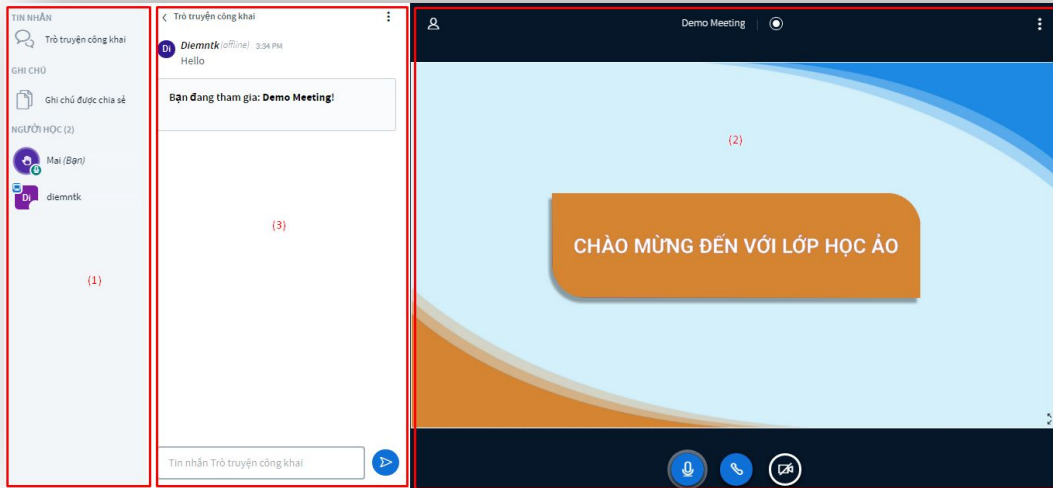 TIN NHẮN
Trò truyện công khai
GHI CHÚ
Ghi chú được chia sẻ
NGƯỜI HỌC (2)
Mai (Bạn)
Di
diemntk
(1)
Trò truyện công khai
Di
Diemntk (offline) 3:34 PM
Hello
Bạn đang tham gia: Demo Meeting!
(3)
Tin nhắn Trò truyện công khai
Demo Meeting
(2)
CHÀO MỪNG ĐẾN VỚI LỚP HỌC ẢO